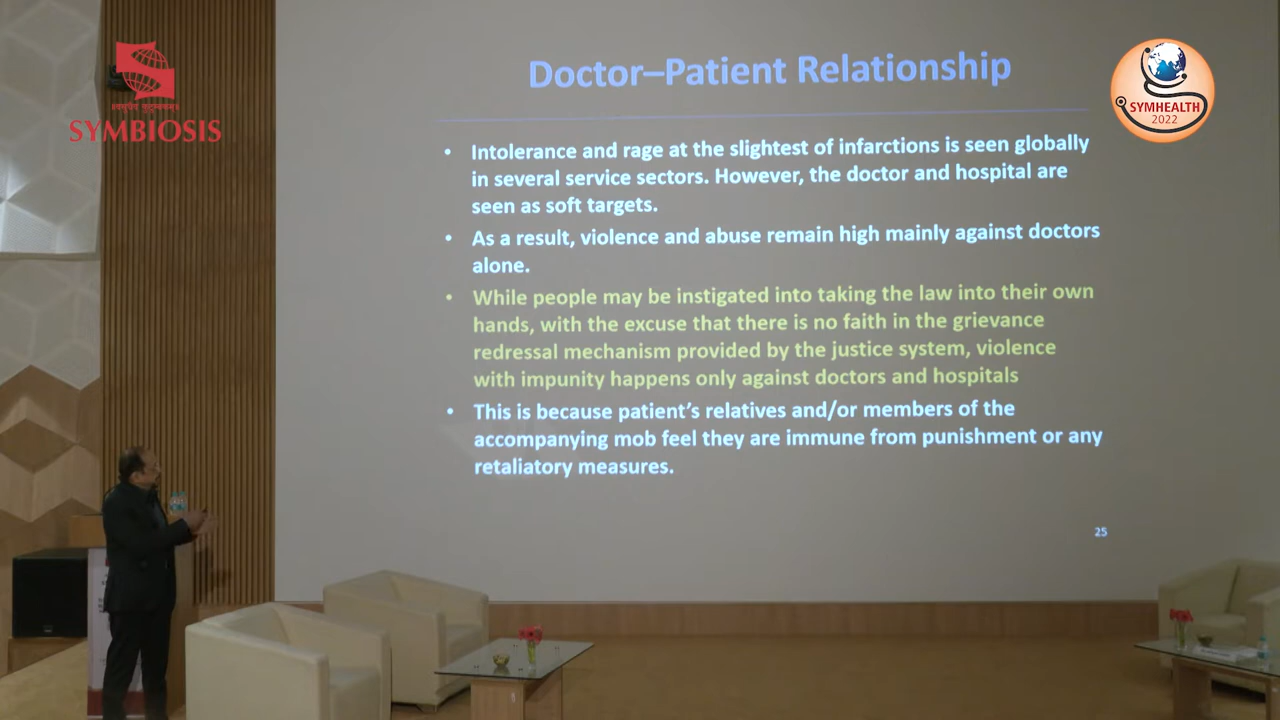 Doctor–Patient Relationship
SYMHEALTH
2022
SYMBIOSIS
• Intolerance and rage at the slightest of infarctions is seen globally
in several service sectors. However, the doctor and hospital are
seen as soft targets.
• As a result, violence and abuse remain high mainly against doctors
alone.
• While people may be instigated into taking the law into their own
hands, with the excuse that there is no faith in the grievance
redressal mechanism provided by the justice system, violence
with impunity happens only against doctors and hospitals
• This is because patient’s relatives and/or members of the
accompanying mob feel they are immune from punishment or any
retaliatory measures.
25